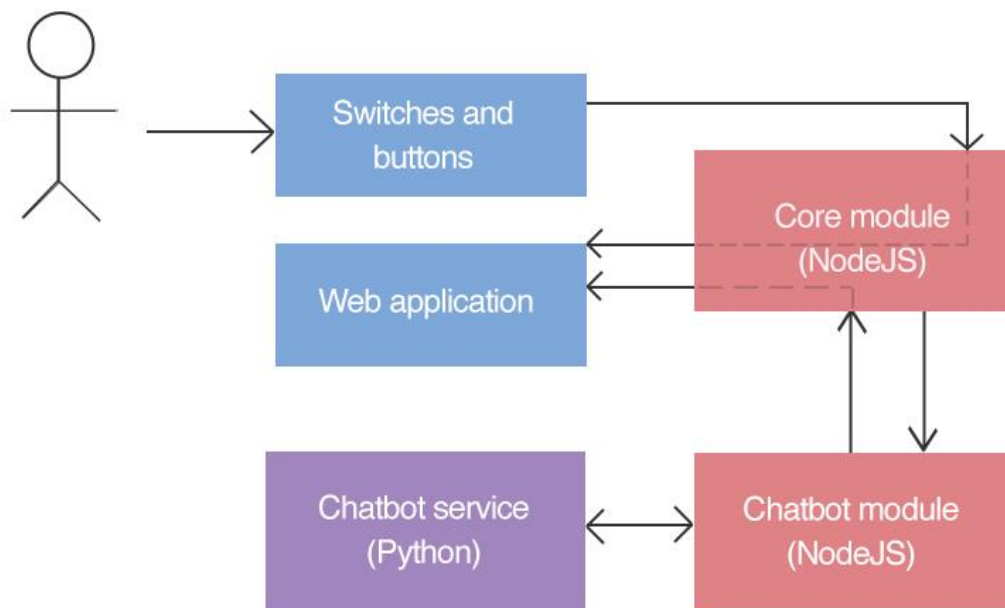 Switches and
buttons
Core module
(NodeJS)
Web application
Chatbot service
(Python)
Chatbot module
(NodeJS)